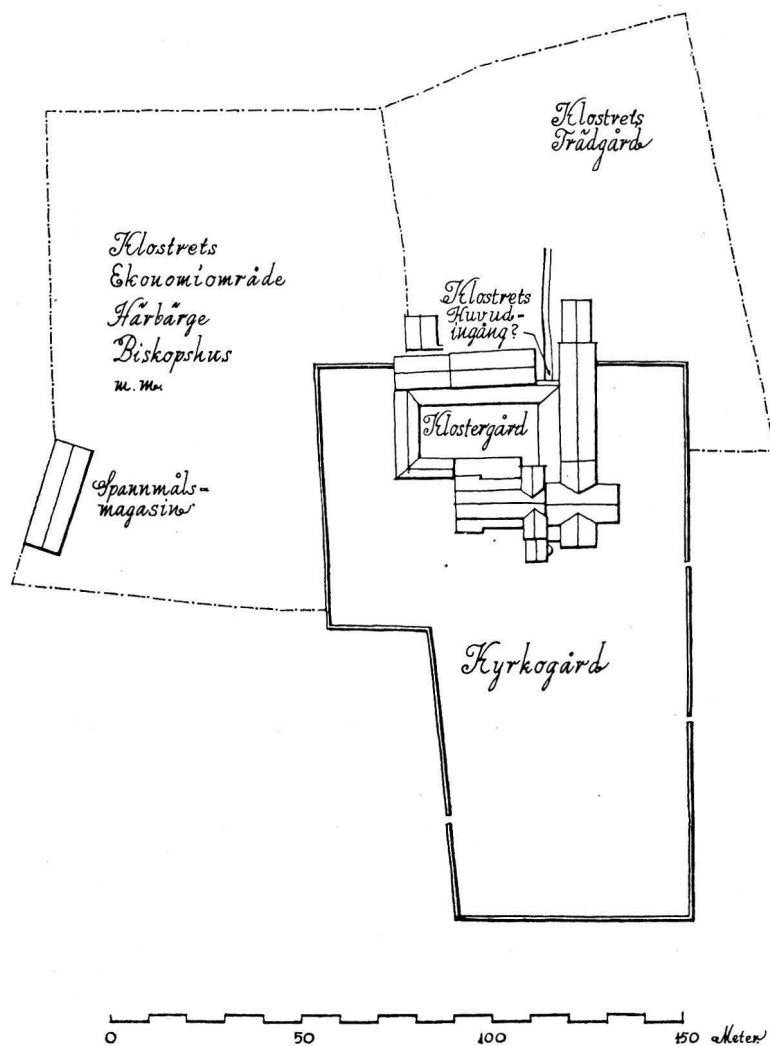 Klostrets
Trädgård
Klostrets
Ekonomiområde
Härbärge
Biskopshus
m. m.
Klostrets
Huvud-
ingång?
Klostergård
Spannmåls-
magasin
Kyrkogård
0 50 100 150 Meter